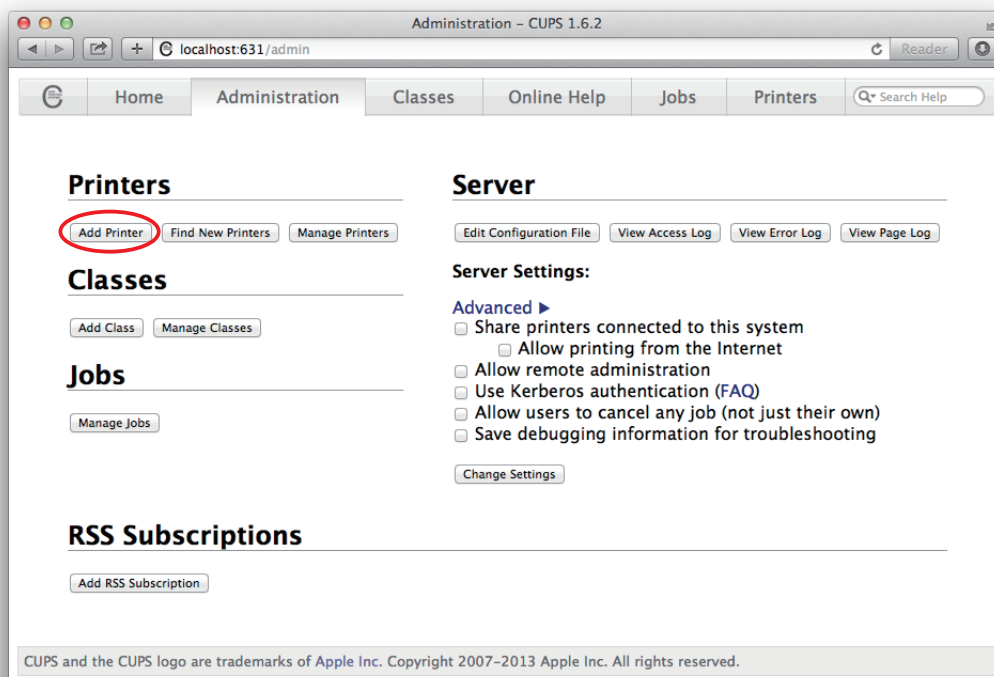 Administration - CUPS 1.6.2
localhost:631/admin
Reader
Home Administration Classes Online Help Jobs Printers Search Help
Printers
Add Printer Find New Printers Manage Printers
Classes
Add Class Manage Classes
Jobs
Manage Jobs
Server
Edit Configuration File View Access Log View Error Log View Page Log
Server Settings:
Advanced ▶
Share printers connected to this system
Allow printing from the Internet
Allow remote administration
Use Kerberos authentication (FAQ)
Allow users to cancel any job (not just their own)
Save debugging information for troubleshooting
Change Settings
RSS Subscriptions
Add RSS Subscription
CUPS and the CUPS logo are trademarks of Apple Inc. Copyright 2007-2013 Apple Inc. All rights reserved.